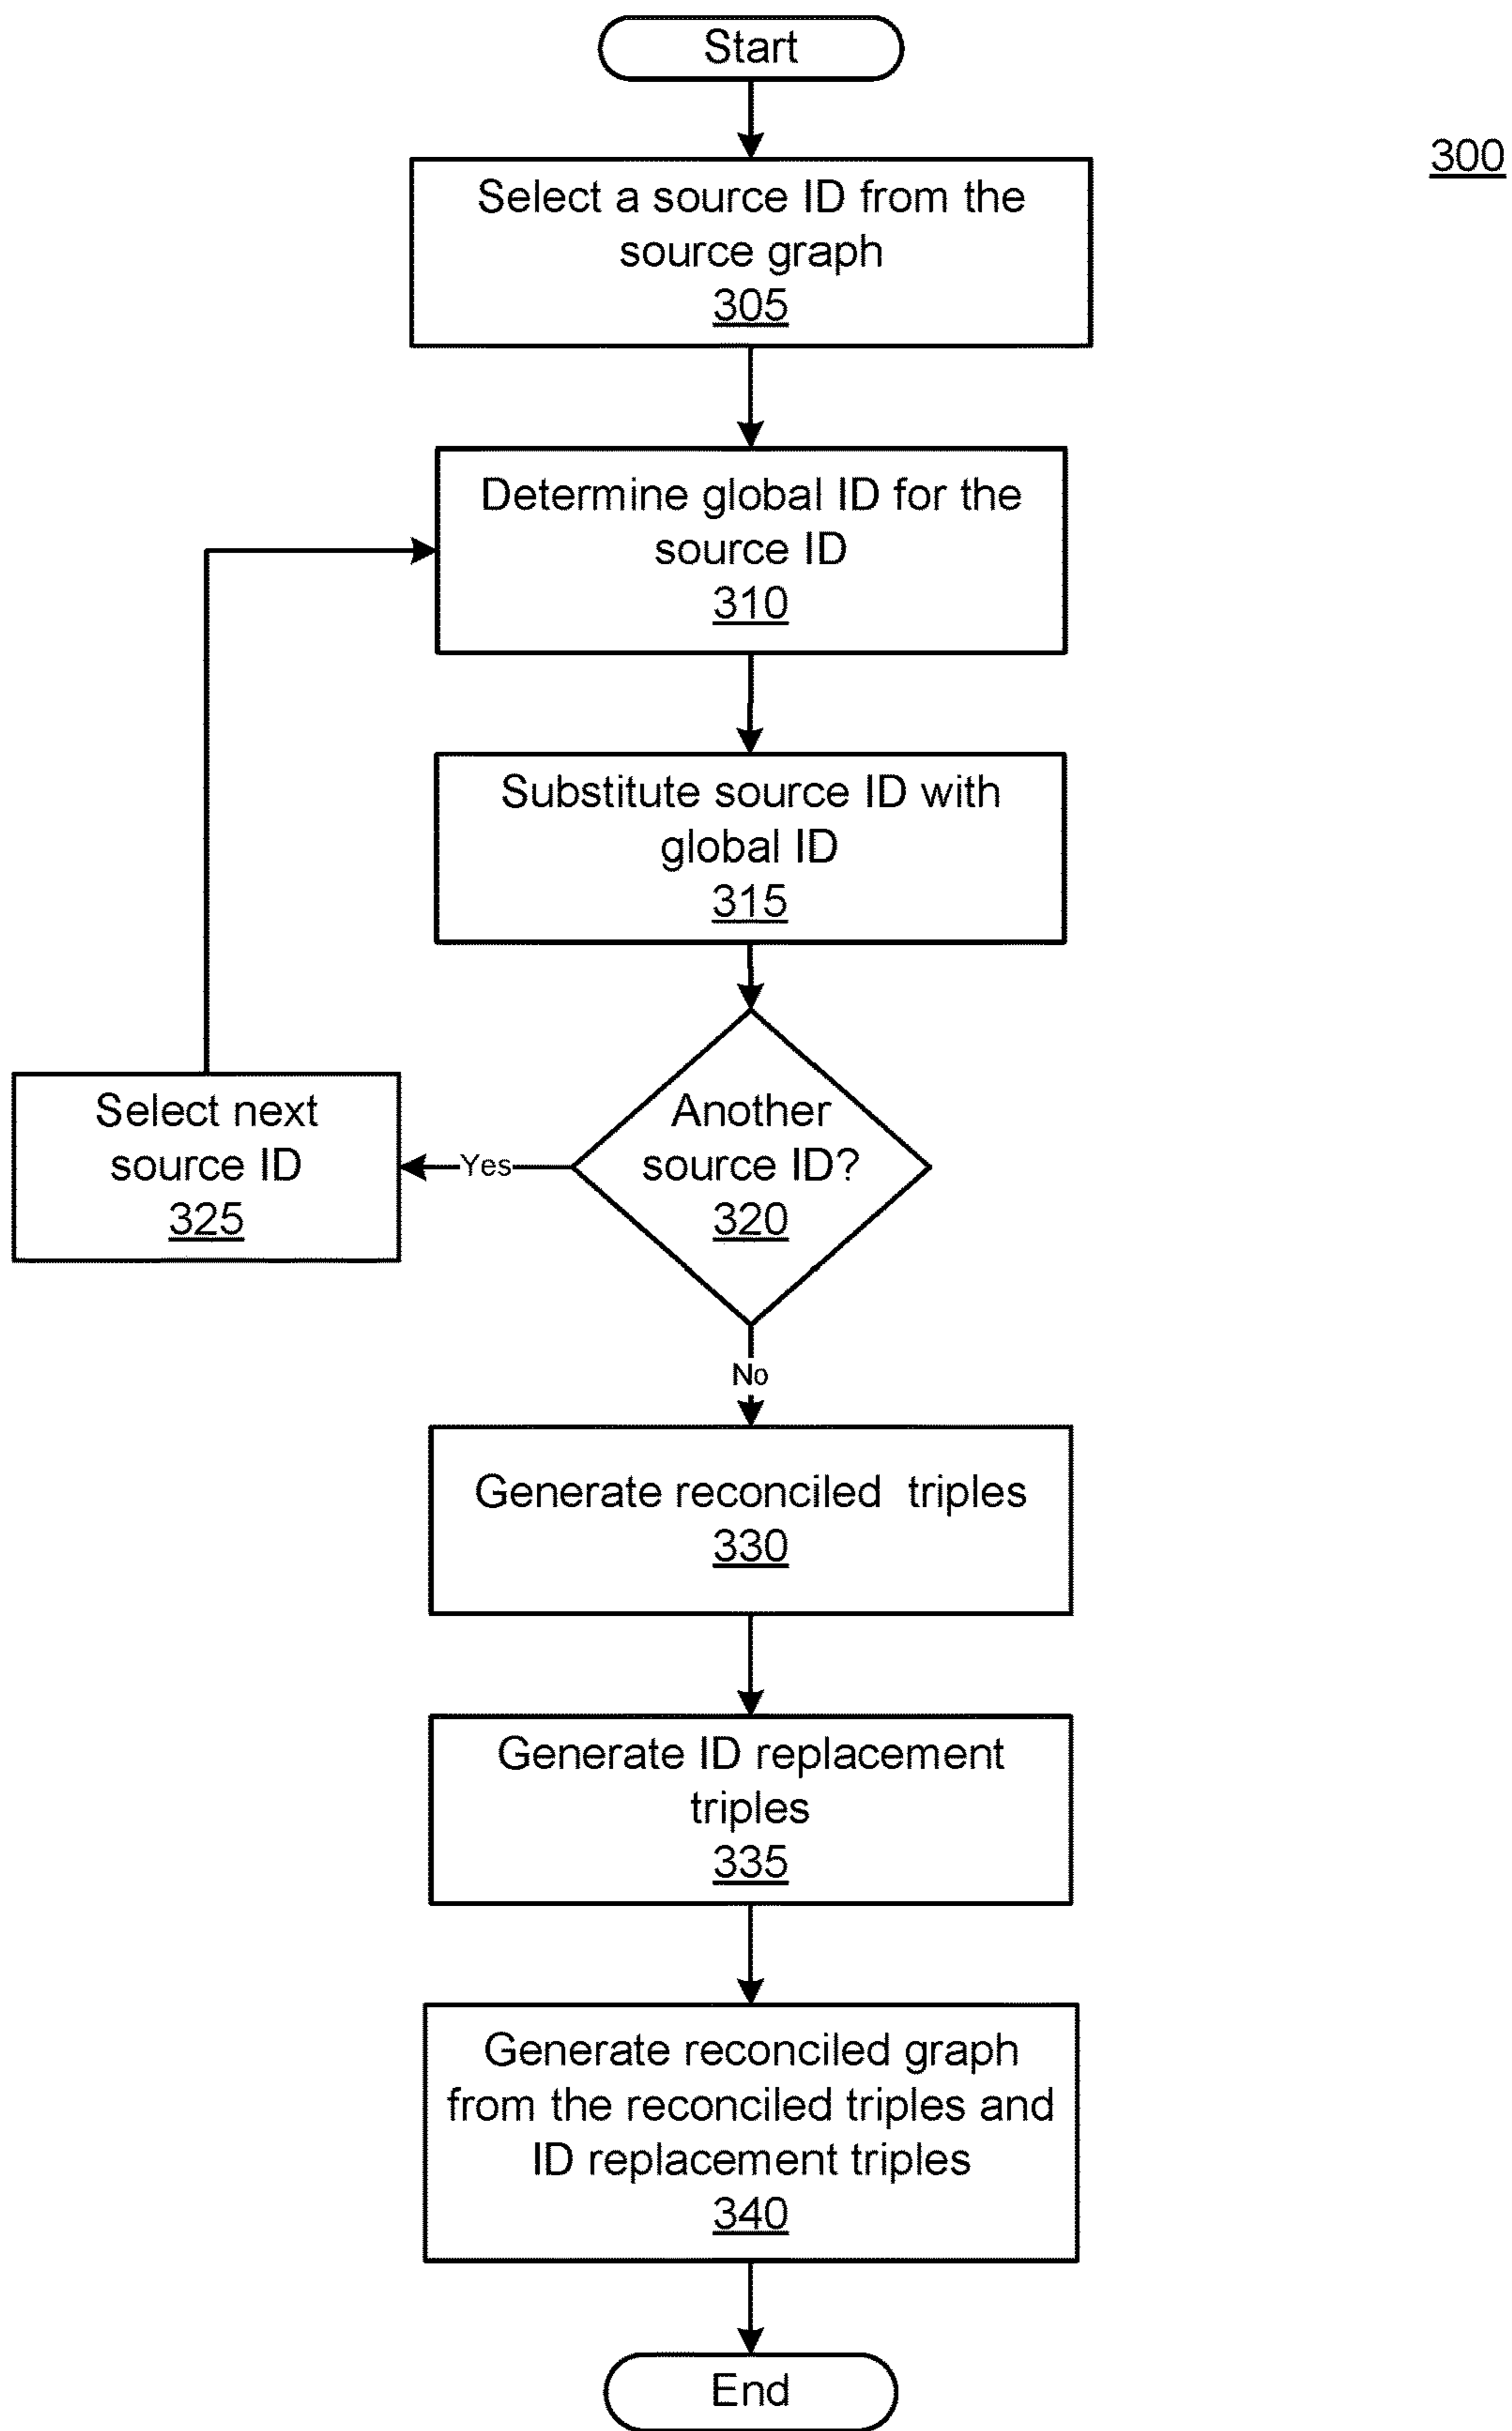 Start
300
Select a source ID from the
source graph
305
Determine global ID for the
source ID
310
Substitute source ID with
global ID
315
Another
source ID?
320
Yes
Select next
source ID
325
No
Generate reconciled triples
330
Generate ID replacement
triples
335
Generate reconciled graph
from the reconciled triples and
ID replacement triples
340
End